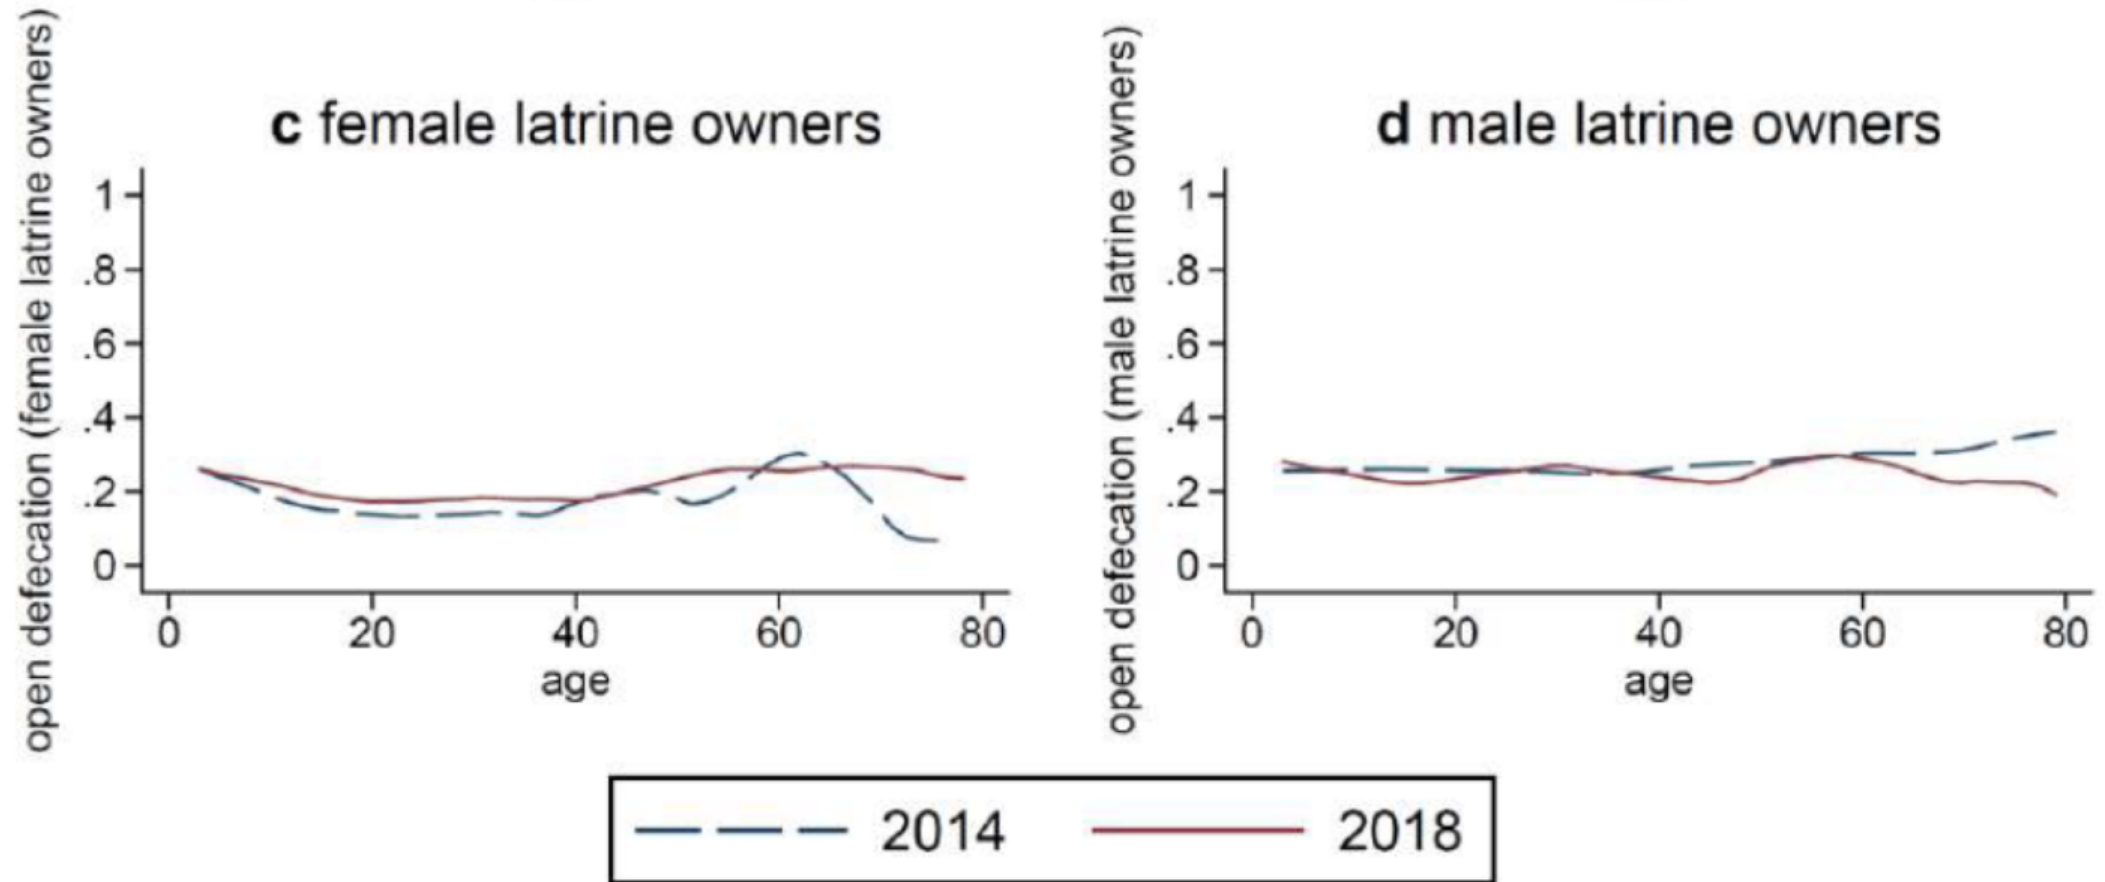 c female latrine owners
open defecation (female latrine owners)
1
.8
.6
.4
.2
0
0 20 40 60 80
age
d male latrine owners
open defecation (male latrine owners)
1
.8
.6
.4
.2
0
0 20 40 60 80
age
2014 2018